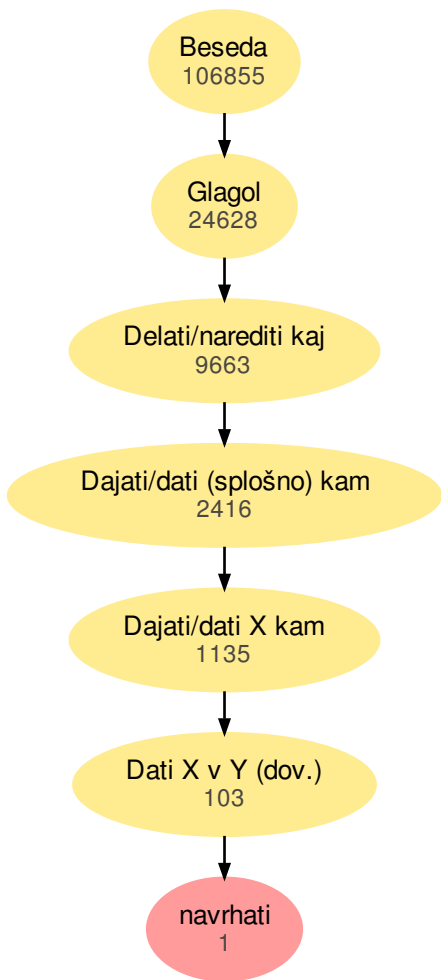 Beseda
106855
Glagol
24628
Delati/narediti kaj
9663
Dajati/dati (splošno) kam
2416
Dajati/dati X kam
1135
Dati X v Y (dov.)
103
navrhati
1